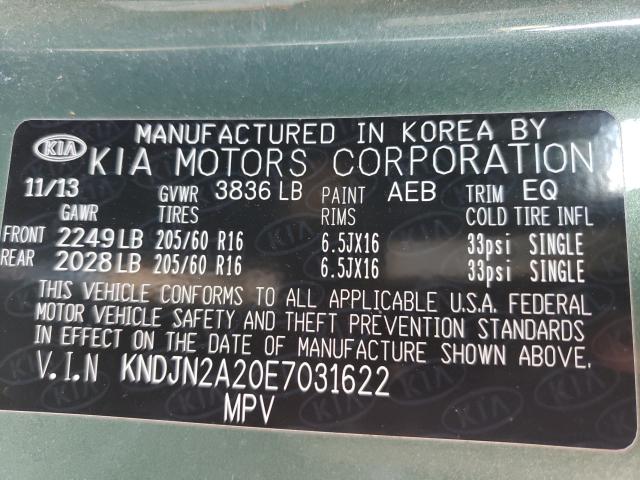 MANUFACTURED IN KOREA BY
KIA KIA MOTORS CORPORATION
11/13 GVWR 3836 LB PAINT AEB TRIM EQ
GAWR TIRES RIMS COLD TIRE INFL
FRONT 2249 LB 205/60 R16 6.5JX16 33psi SINGLE
REAR 2028 LB 205/60 R16 6.5JX16 33psi SINGLE
THIS VEHICLE CONFORMS TO ALL APPLICABLE U.S.A. FEDERAL
MOTOR VEHICLE SAFETY AND THEFT PREVENTION STANDARDS
IN EFFECT ON THE DATE OF MANUFACTURE SHOWN ABOVE.
V.I.N KNDJN2A20E7031622
MPV